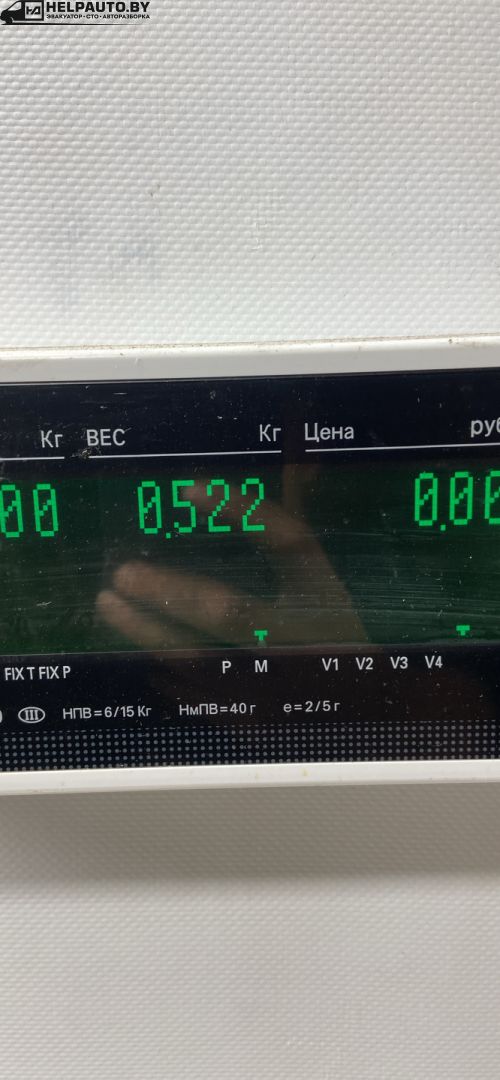 HELPAUTO.BY
ЭВАКУАТОР • СТО • АВТОРАЗБОРКА
Кг ВЕС Кг Цена руб
00 0.522 0.00
FIX T FIX P P M V1 V2 V3 V4
III НПВ=6/15 Кг НмПВ=40 г e=2/5 г